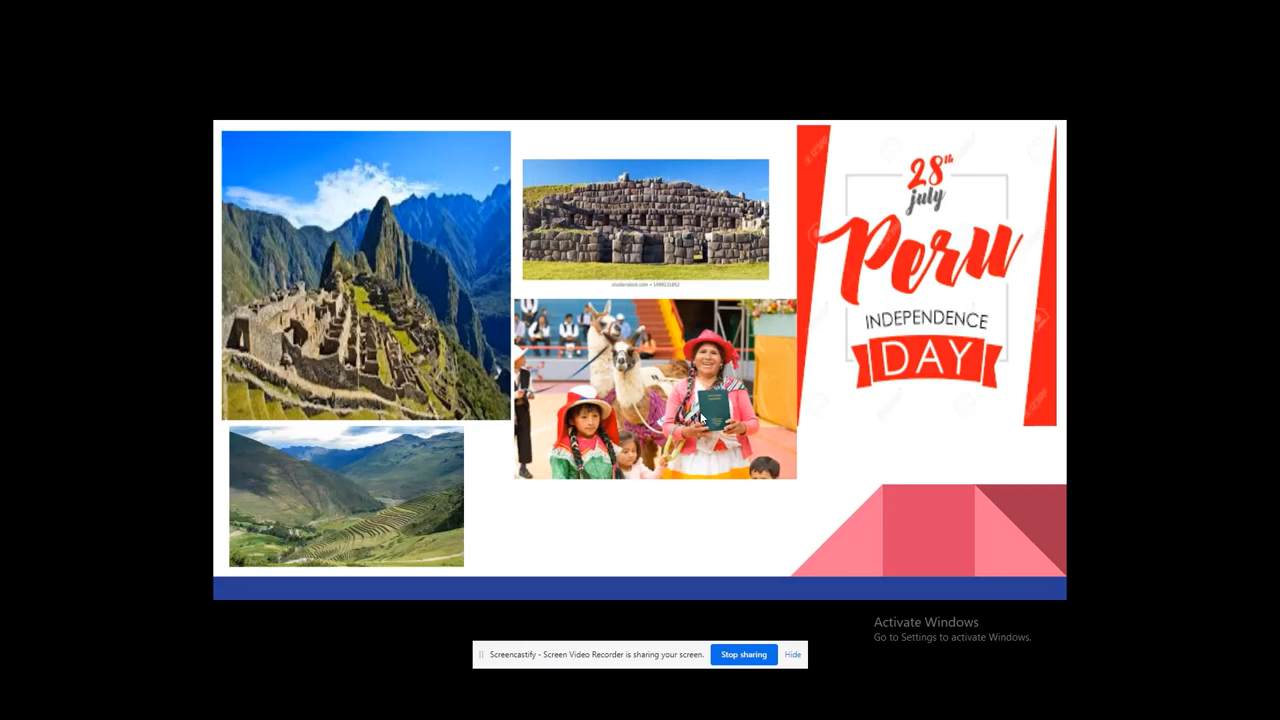 28th
july
Peru
INDEPENDENCE
DAY
Activate Windows
Go to Settings to activate Windows.
Screencastify - Screen Video Recorder is sharing your screen.
Stop sharing
Hide